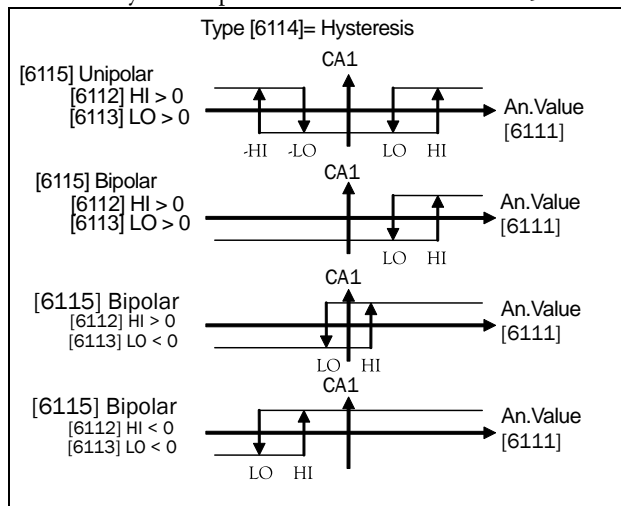 Type [6114]= Hysteresis
CA1
[6115] Unipolar
[6112] HI > 0
[6113] LO > 0
An.Value
[6111]
-HI -LO LO HI
[6115] Bipolar
[6112] HI > 0
[6113] LO > 0
CA1
An.Value
[6111]
LO HI
CA1
[6115] Bipolar
[6112] HI > 0
[6113] LO < 0
An.Value
[6111]
LO HI
CA1
[6115] Bipolar
[6112] HI < 0
[6113] LO < 0
An.Value
[6111]
LO HI